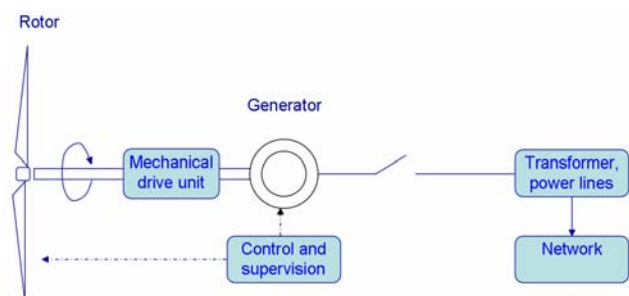 Rotor
Generator
Mechanical
drive unit
Transformer,
power lines
Control and
supervision
Network